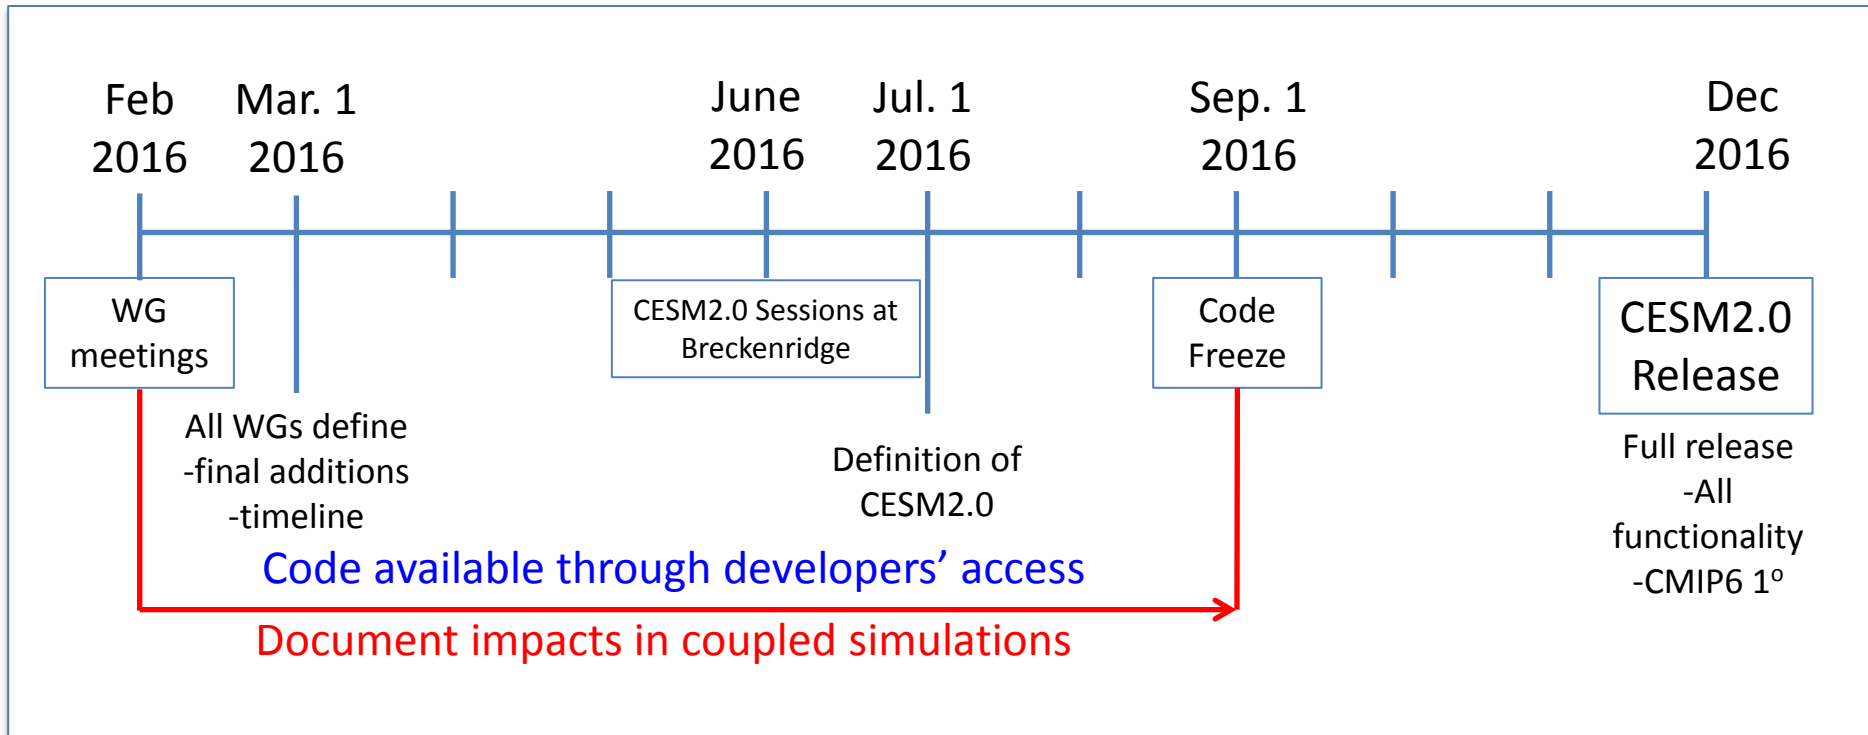 Feb
2016
Mar. 1
2016
June
2016
Jul. 1
2016
Sep. 1
2016
Dec
2016
WG
meetings
CESM2.0 Sessions at
Breckenridge
Code
Freeze
CESM2.0
Release
All WGs define
-final additions
-timeline
Definition of
CESM2.0
Full release
-All
functionality
-CMIP6 1º
Code available through developers’ access
Document impacts in coupled simulations